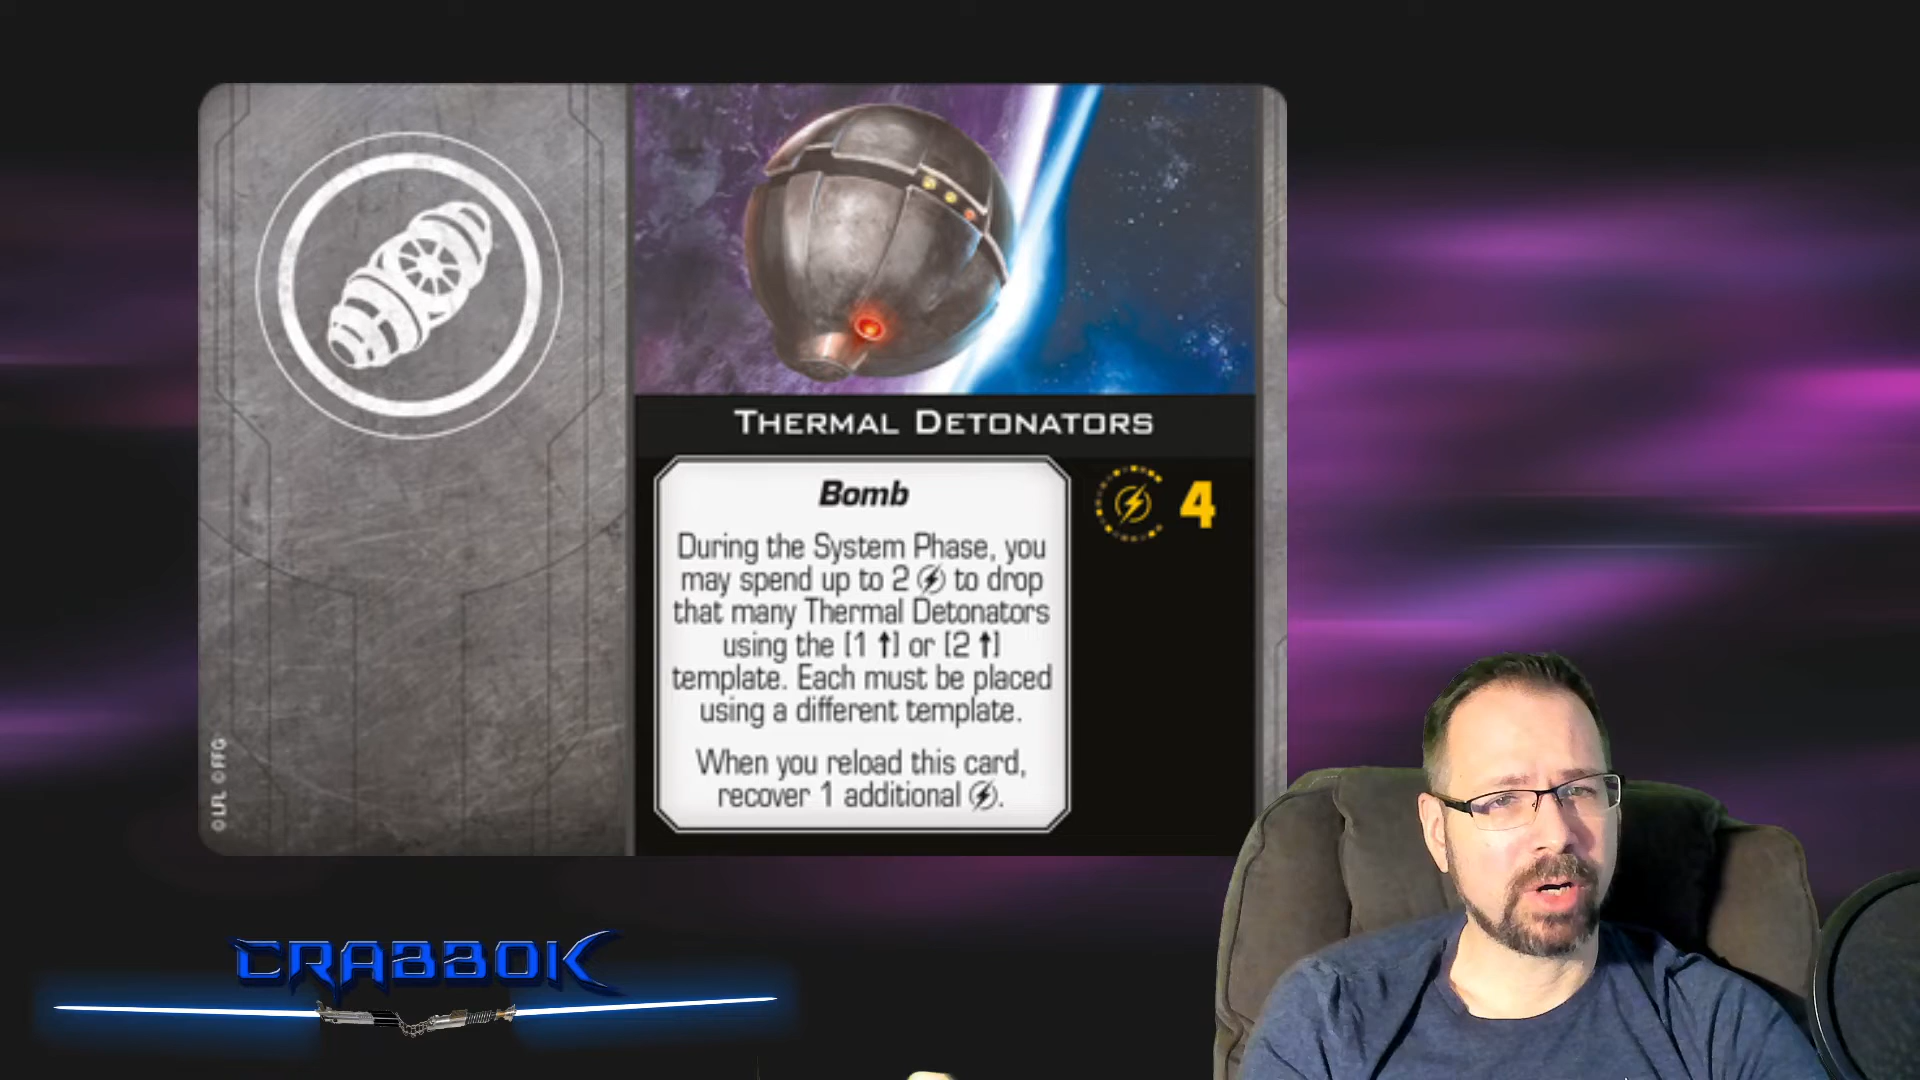 THERMAL DETONATORS
Bomb
4
During the System Phase, you
may spend up to 2 to drop
that many Thermal Detonators
using the [1 ↑] or [2 ↑]
template. Each must be placed
using a different template.
When you reload this card,
recover 1 additional .
©LFL ©FFG
CRABBOK